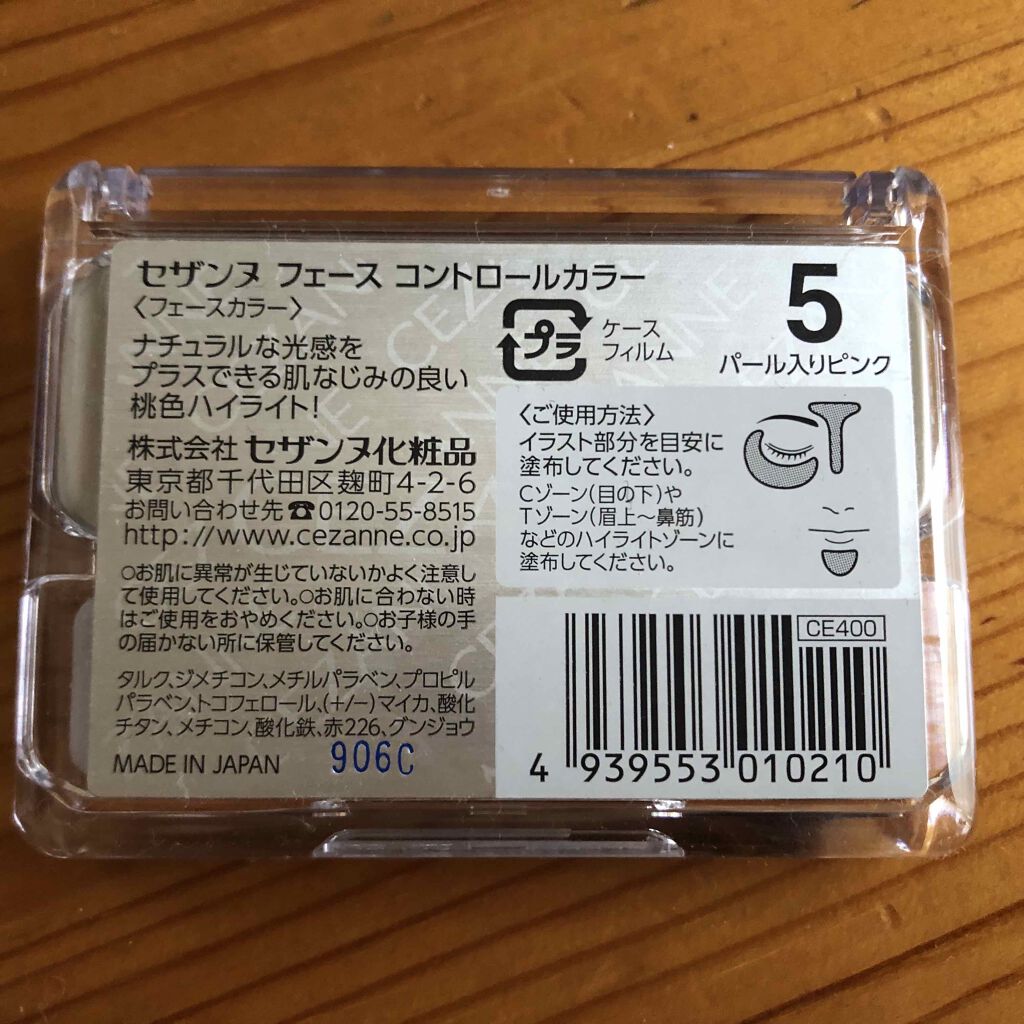 セザンヌ フェース コントロールカラー
〈フェースカラー〉
ナチュラルな光感を
プラスできる肌なじみの良い
桃色ハイライト!
株式会社 セザンヌ化粧品
東京都千代田区麹町4-2-6
お問い合わせ先☎0120-55-8515
http://www.cezanne.co.jp
○お肌に異常が生じていないかよく注意し
て使用してください。○お肌に合わない時
はご使用をおやめください。○お子様の手
の届かない所に保管してください。
タルク、ジメチコン、メチルパラベン、プロピル
パラベン、トコフェロール、(+/−)マイカ、酸化
チタン、メチコン、酸化鉄、赤226、グンジョウ
MADE IN JAPAN 906C
プラ
ケース
フィルム
5
パール入りピンク
〈ご使用方法〉
イラスト部分を目安に
塗布してください。
Cゾーン(目の下)や
Tゾーン(眉上〜鼻筋)
などのハイライトゾーンに
塗布してください。
CE400
4 939553 010210